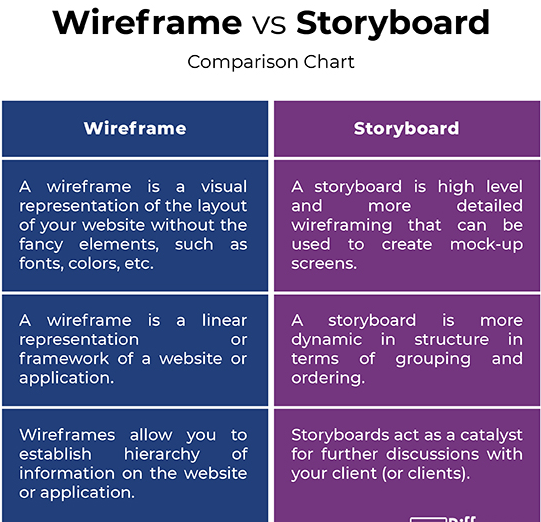 Wireframe vs Storyboard
Comparison Chart
Wireframe
Storyboard
A wireframe is a visual
representation of the layout
of your website without the
fancy elements, such as
fonts, colors, etc.
A storyboard is high level
and more detailed
wireframing that can be
used to create mock-up
screens.
A wireframe is a linear
representation or
framework of a website or
application.
A storyboard is more
dynamic in structure in
terms of grouping and
ordering.
Wireframes allow you to
establish hierarchy of
information on the website
or application.
Storyboards act as a catalyst
for further discussions with
your client (or clients).